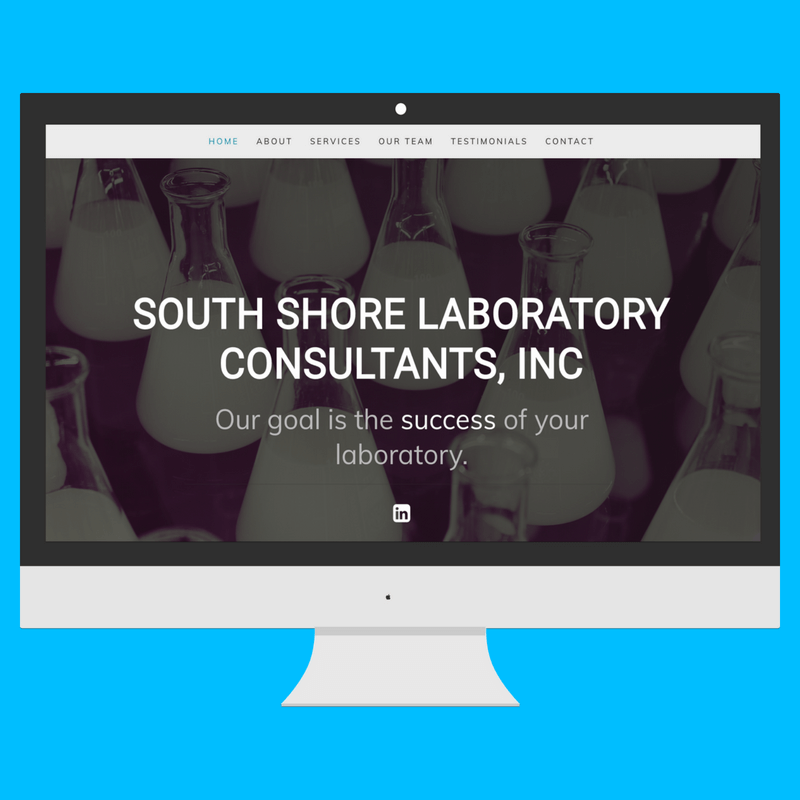 HOME ABOUT SERVICES OUR TEAM TESTIMONIALS CONTACT
SOUTH SHORE LABORATORY
CONSULTANTS, INC
Our goal is the success of your
laboratory.
in